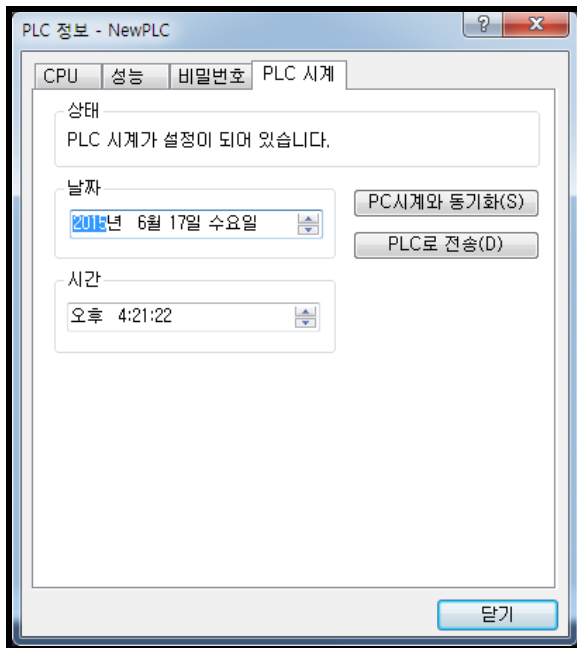 PLC 정보 - NewPLC
CPU 성능 비밀번호 PLC 시계
상태
PLC 시계가 설정이 되어 있습니다.
날짜
2015년 6월 17일 수요일
PC시계와 동기화(S)
PLC로 전송(D)
시간
오후 4:21:22
닫기